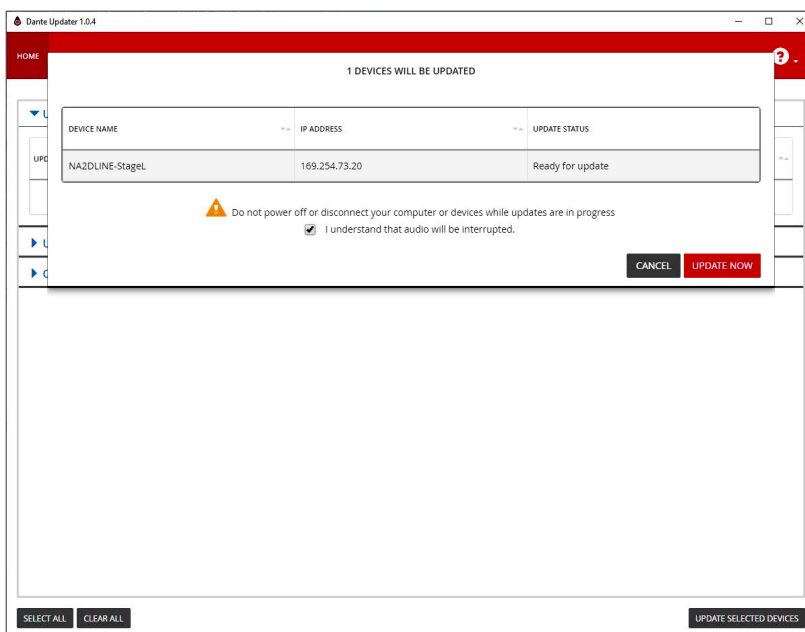 Dante Updater 1.0.4
HOME
?
1 DEVICES WILL BE UPDATED
DEVICE NAME IP ADDRESS UPDATE STATUS
NA2DLINE-StageL 169.254.73.20 Ready for update
Do not power off or disconnect your computer or devices while updates are in progress
I understand that audio will be interrupted.
CANCEL UPDATE NOW
SELECT ALL CLEAR ALL UPDATE SELECTED DEVICES